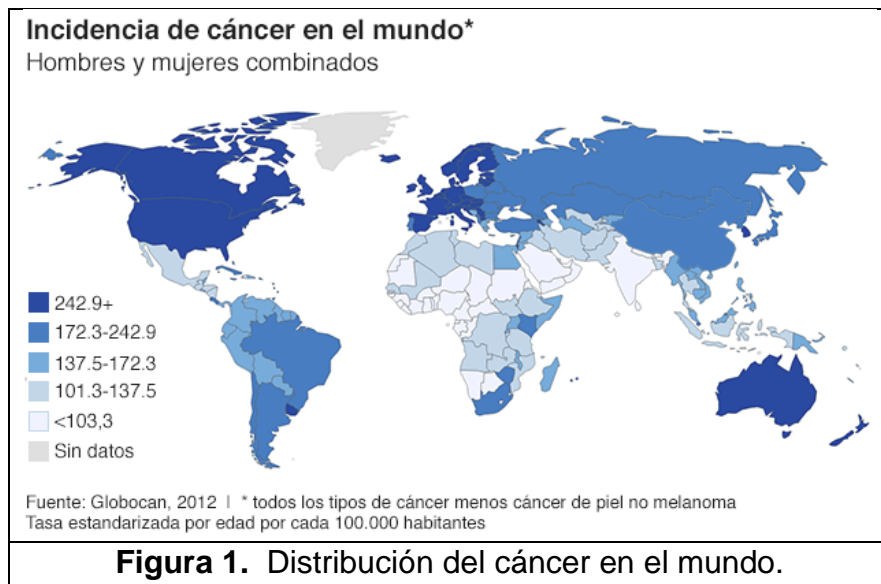 Incidencia de cáncer en el mundo*
Hombres y mujeres combinados
242.9+
172.3-242.9
137.5-172.3
101.3-137.5
<103,3
Sin datos
Fuente: Globocan, 2012 | * todos los tipos de cáncer menos cáncer de piel no melanoma
Tasa estandarizada por edad por cada 100.000 habitantes
Figura 1. Distribución del cáncer en el mundo.